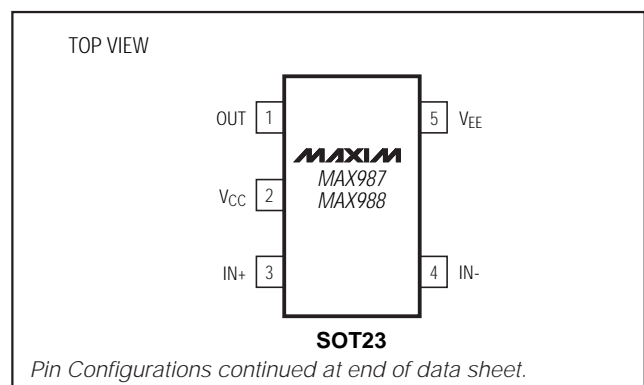 TOP VIEW
OUT 1
5 VEE
MAXIM
MAX987
MAX988
VCC 2
IN+ 3
4 IN-
SOT23
Pin Configurations continued at end of data sheet.